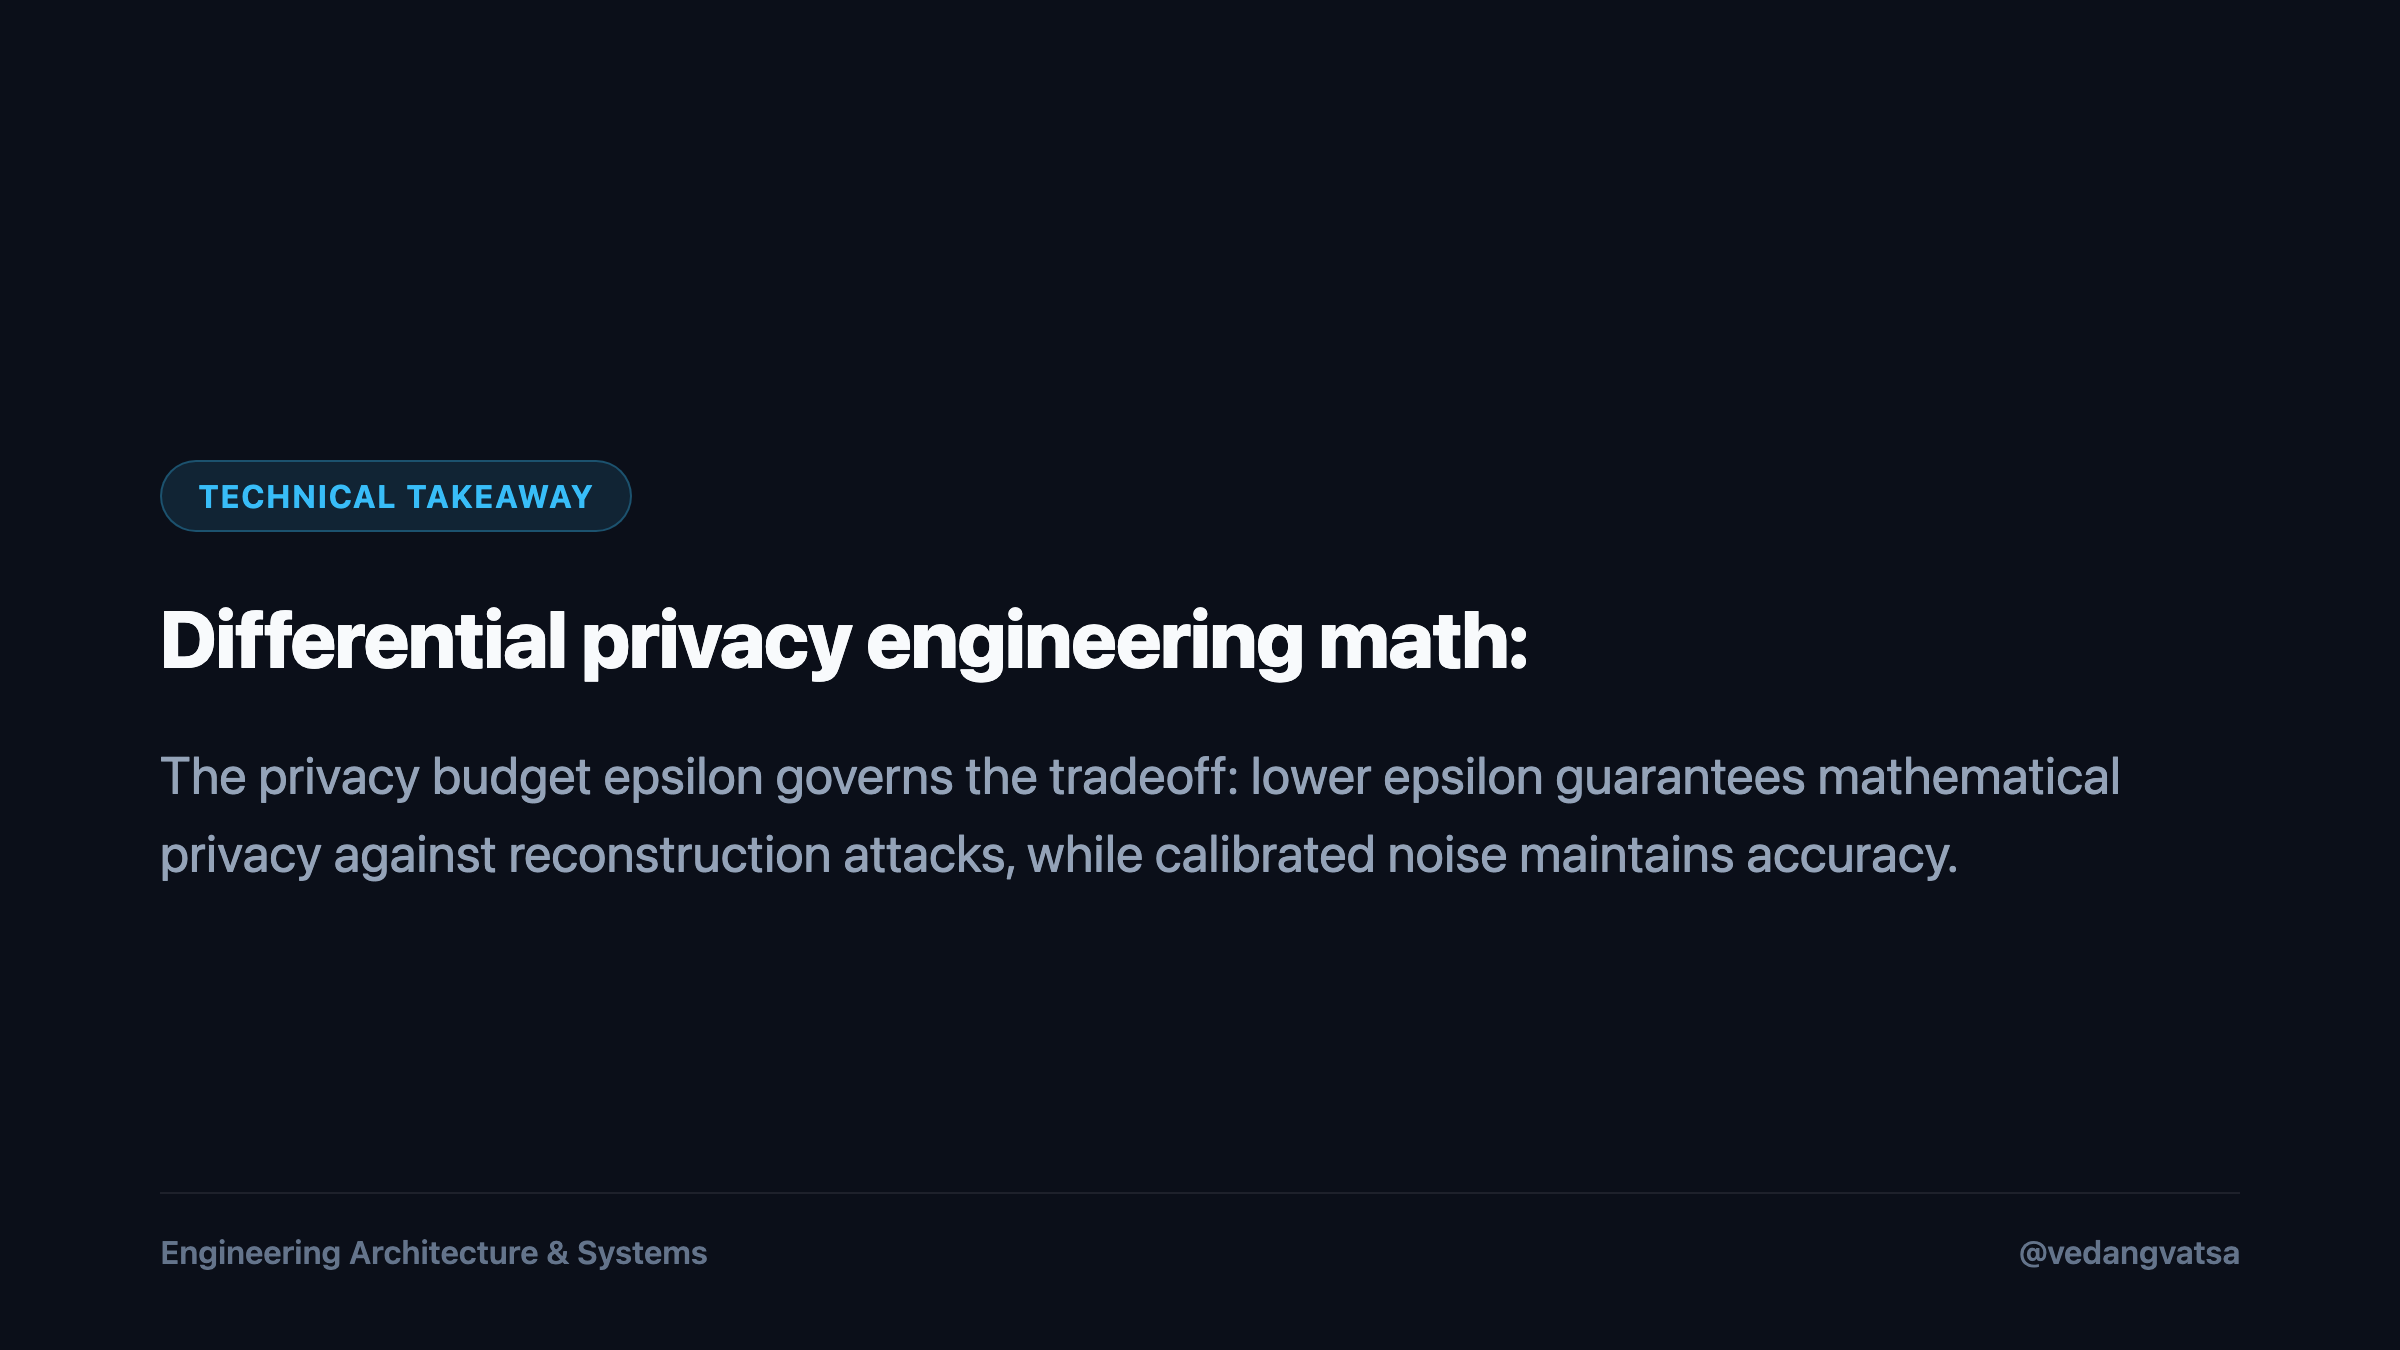 TECHNICAL TAKEAWAY
Differential privacy engineering math:
The privacy budget epsilon governs the tradeoff: lower epsilon guarantees mathematical
privacy against reconstruction attacks, while calibrated noise maintains accuracy.
Engineering Architecture & Systems
@vedangvatsa